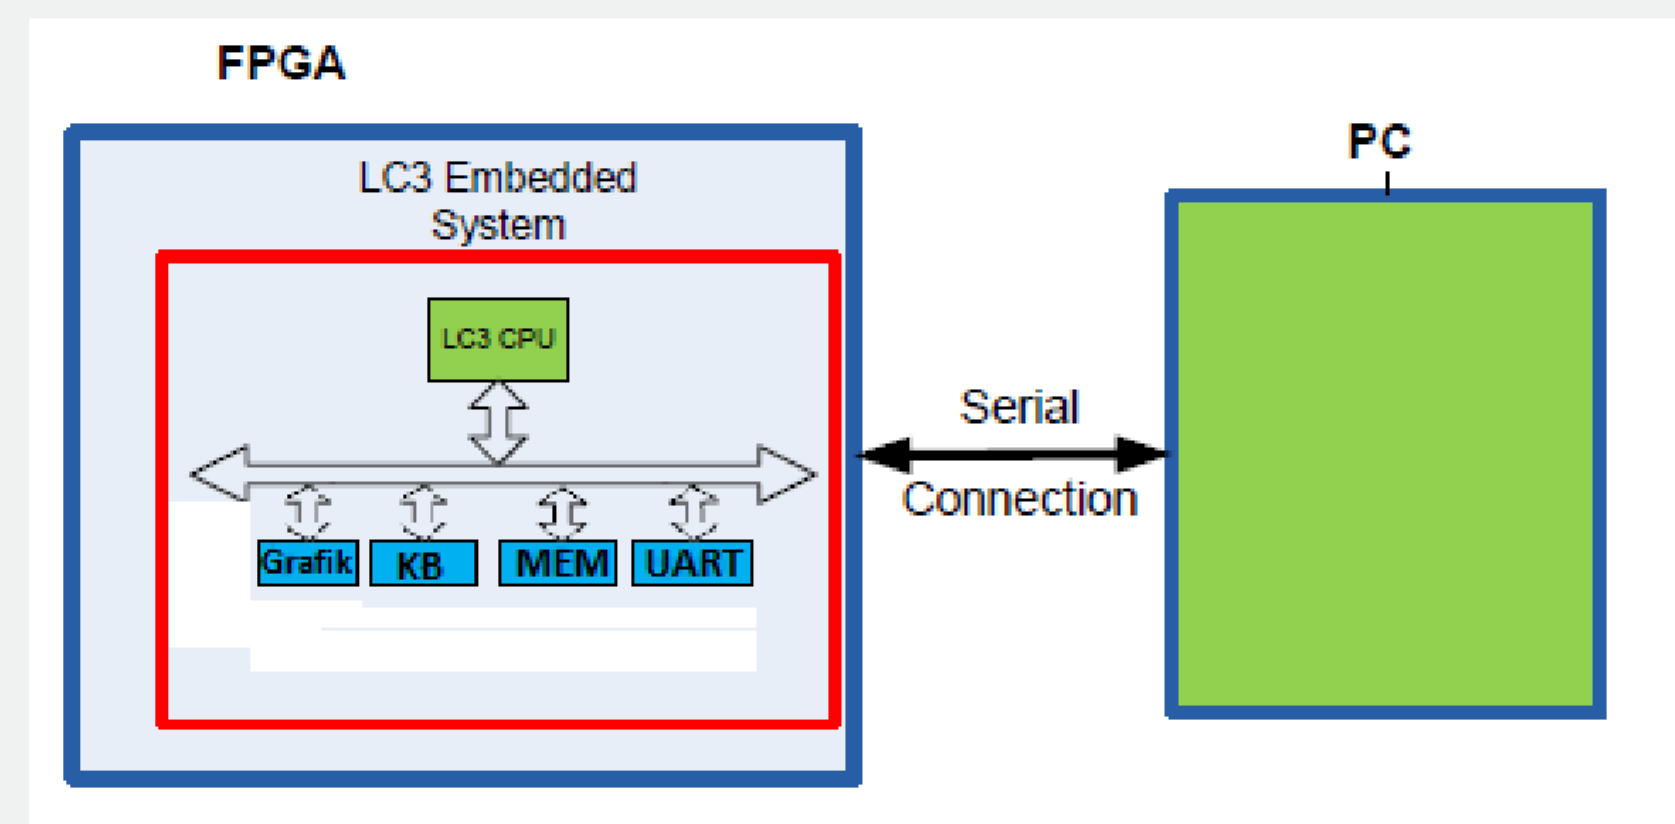 FPGA
PC
LC3 Embedded
System
LC3 CPU
Serial
Connection
Grafik
KB
MEM
UART